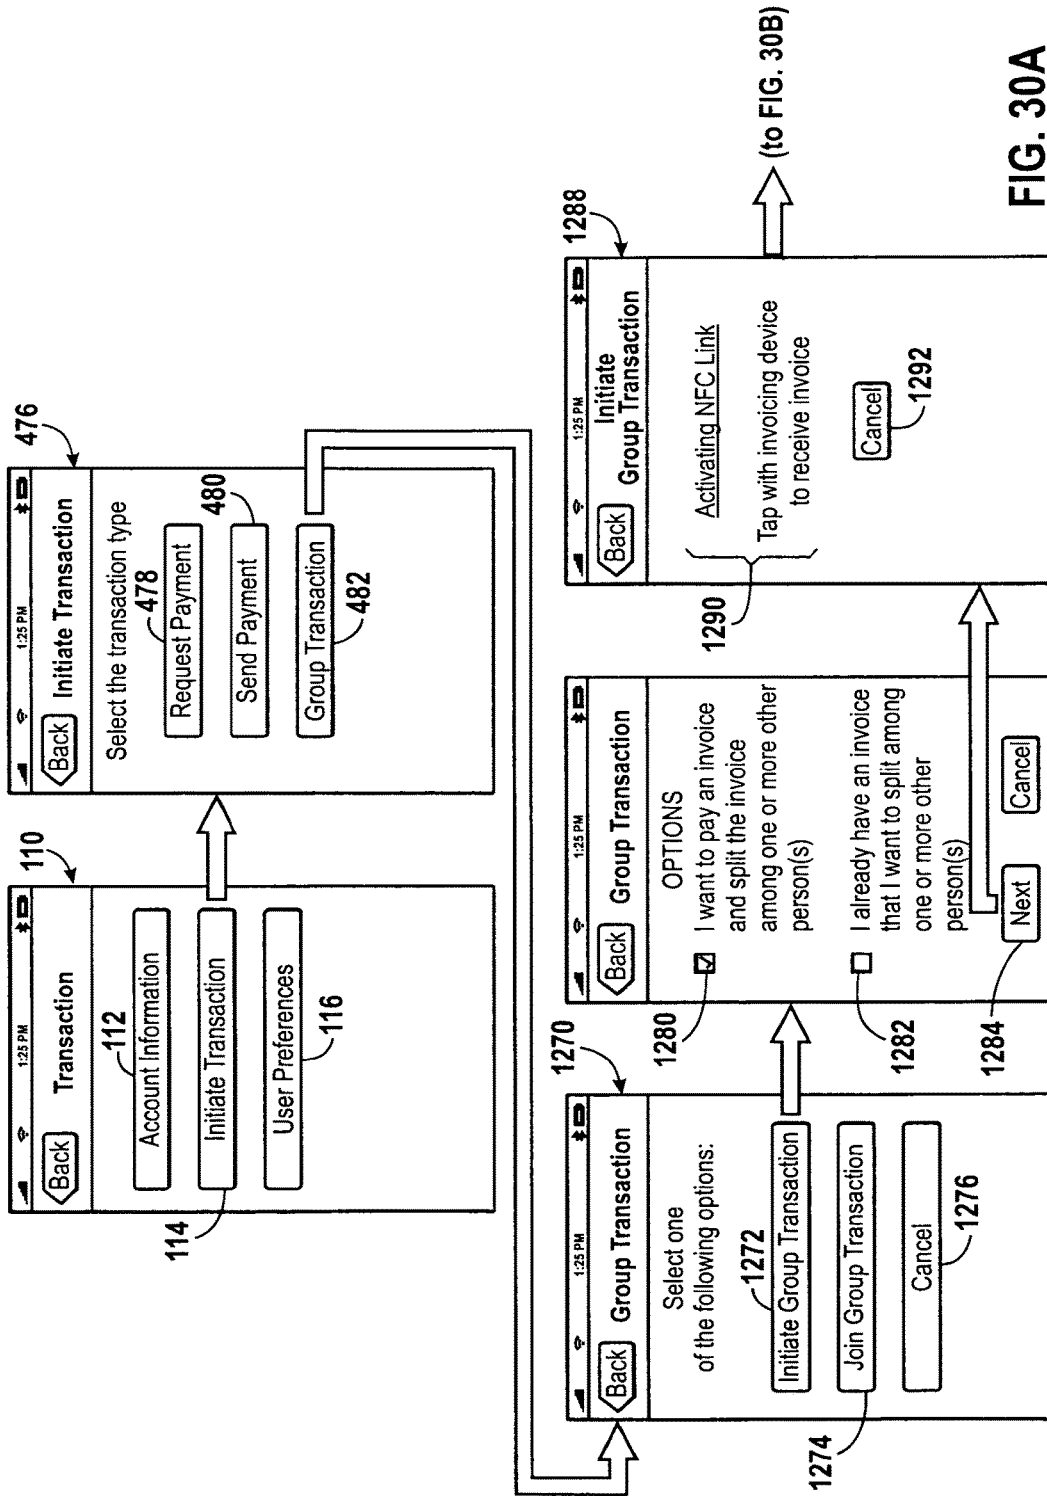 110
1:25 PM
Back
Transaction
112
Account Information
Initiate Transaction
114
User Preferences
116
476
1:25 PM
Back
Initiate Transaction
Select the transaction type
478
Request Payment
480
Send Payment
Group Transaction
482
1270
1:25 PM
Back
Group Transaction
Select one
of the following options:
1272
Initiate Group Transaction
Join Group Transaction
1274
Cancel
1276
1:25 PM
Back
Group Transaction
OPTIONS
1280
I want to pay an invoice
and split the invoice
among one or more other
person(s)
1282
I already have an invoice
that I want to split among
one or more other
person(s)
1284
Next
Cancel
1288
1:25 PM
Back
Initiate
Group Transaction
1290
Activating NFC Link
Tap with invoicing device
to receive invoice
Cancel
1292
(to FIG. 30B)
FIG. 30A